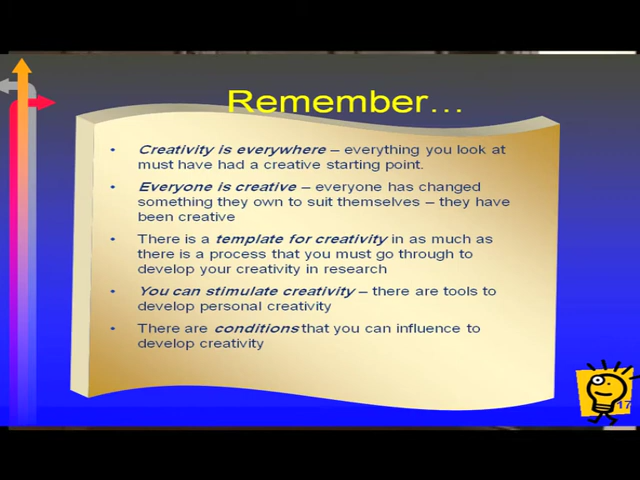 Remember...
• Creativity is everywhere – everything you look at
must have had a creative starting point.
• Everyone is creative – everyone has changed
something they own to suit themselves – they have
been creative
• There is a template for creativity in as much as
there is a process that you must go through to
develop your creativity in research
• You can stimulate creativity – there are tools to
develop personal creativity
• There are conditions that you can influence to
develop creativity
17